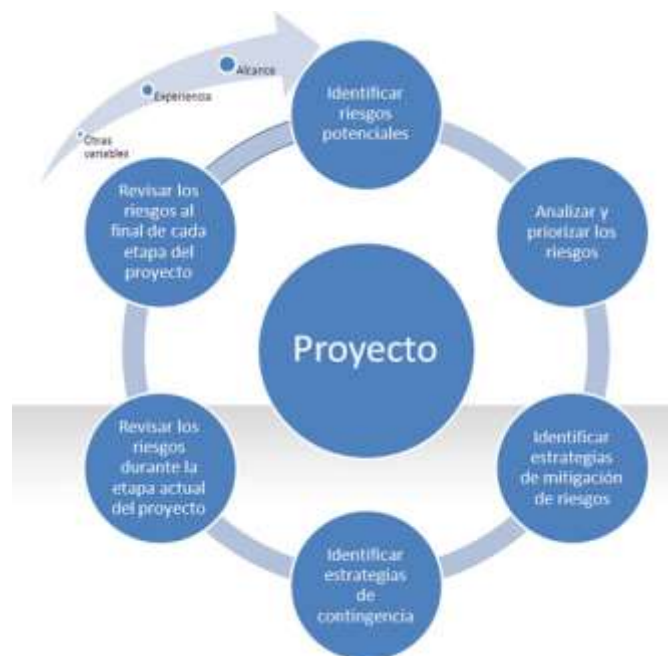 Alcance
Experiencia
Otras
variables
Identificar
riesgos
potenciales
Analizar y
priorizar los
riesgos
Identificar
estrategias
de mitigación
de riesgos
Identificar
estrategias
de
contingencia
Revisar los
riesgos
durante la
etapa actual
del proyecto
Revisar los
riesgos al
final de cada
etapa del
proyecto
Proyecto